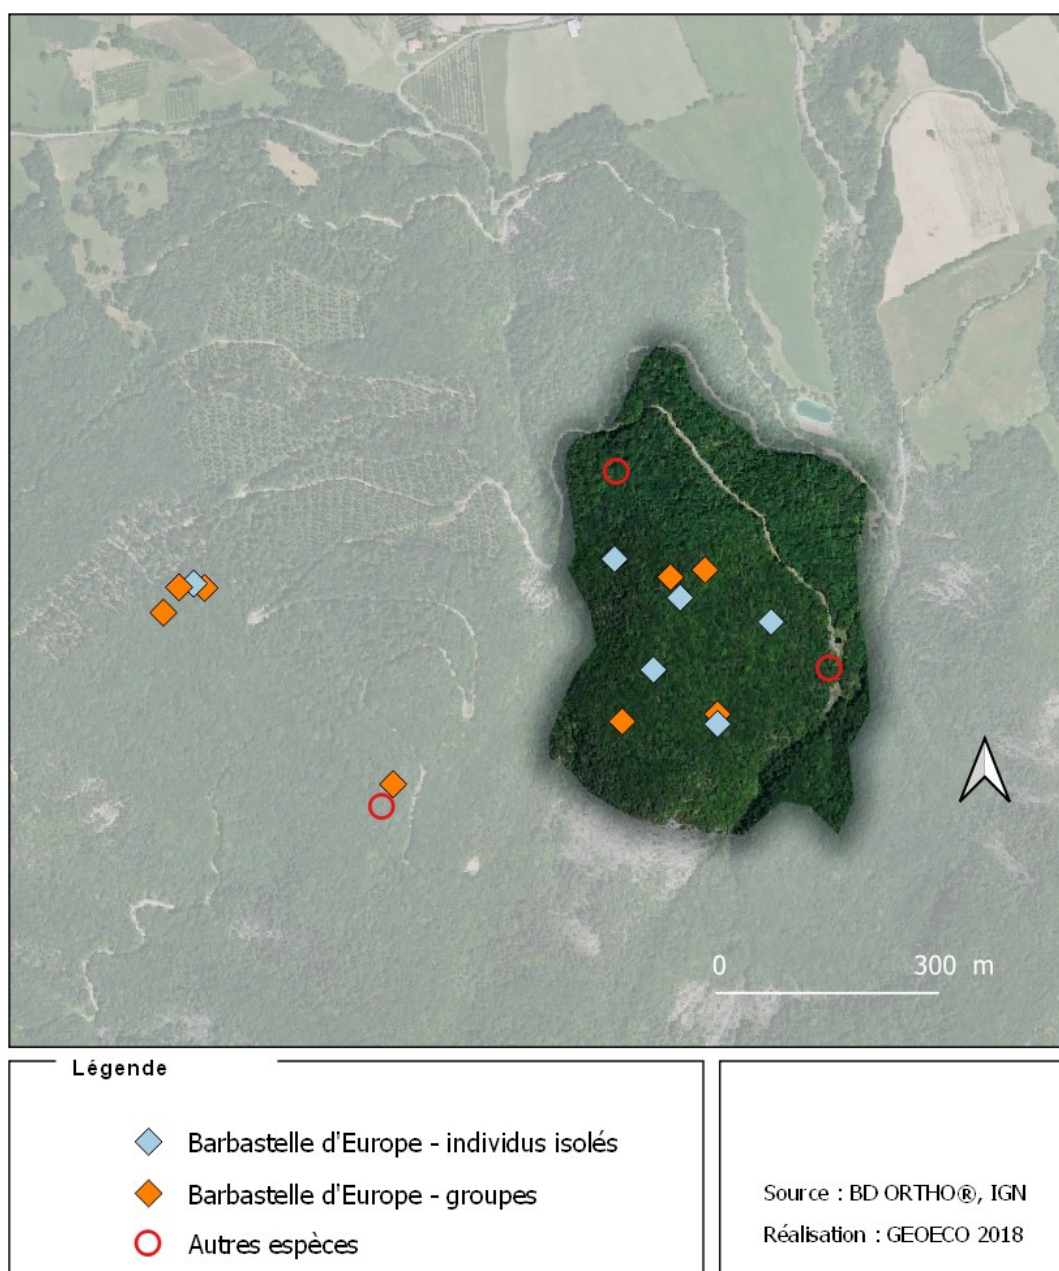 0 300 m
Légende
Barbastelle d'Europe - individus isolés
Barbastelle d'Europe - groupes
Autres espèces
Source : BD ORTHO®, IGN
Réalisation : GEOECO 2018